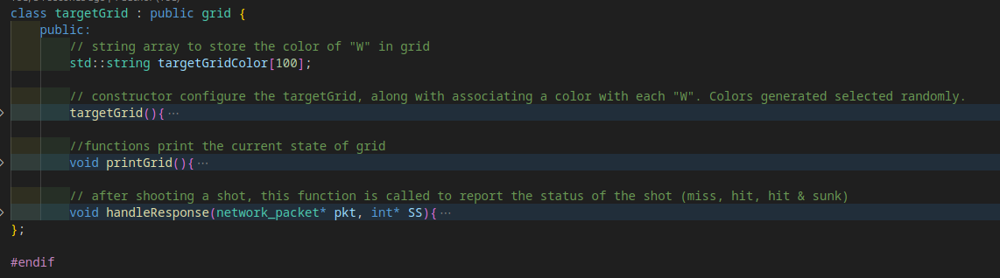 class targetGrid : public grid {
public:
// string array to store the color of "W" in grid
std::string targetGridColor[100];
// constructor configure the targetGrid, along with associating a color with each "W". Colors generated selected randomly.
targetGrid(){ ···
//functions print the current state of grid
void printGrid(){ ···
// after shooting a shot, this function is called to report the status of the shot (miss, hit, hit & sunk)
void handleResponse(network_packet* pkt, int* SS){ ···
};
#endif